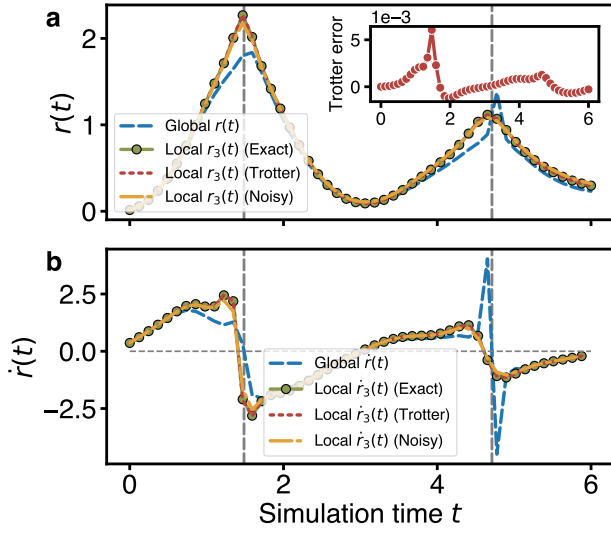 a
r(t)
2
1
0
1e−3
Trotter error
5
0
0 2 4 6
Global r(t)
Local r₃(t) (Exact)
Local r₃(t) (Trotter)
Local r₃(t) (Noisy)
b
ṙ(t)
2.5
0.0
−2.5
Global ṙ(t)
Local ṙ₃(t) (Exact)
Local ṙ₃(t) (Trotter)
Local ṙ₃(t) (Noisy)
0 2 4 6
Simulation time t